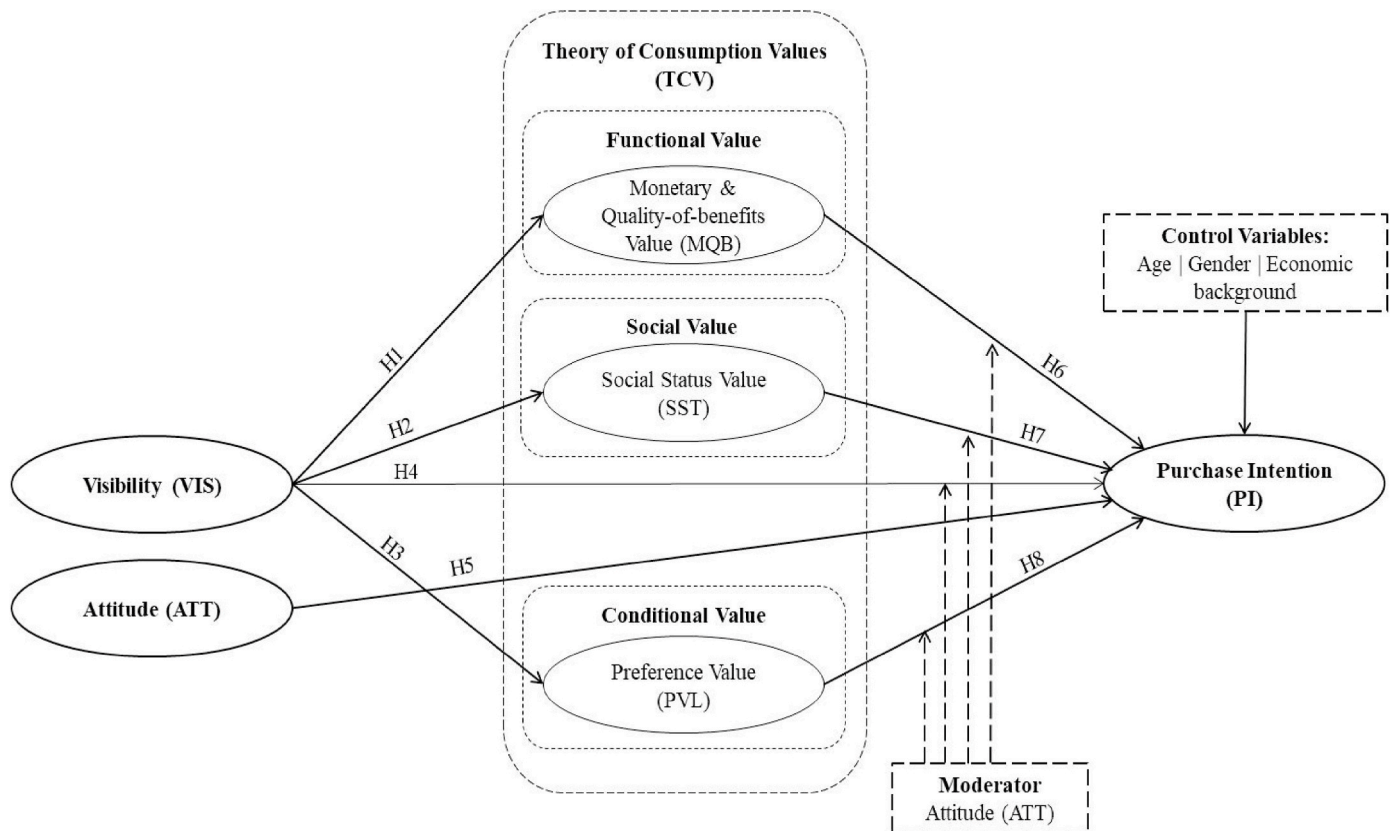 Theory of Consumption Values
(TCV)
Functional Value
Monetary &
Quality-of-benefits
Value (MQB)
Control Variables:
Age | Gender | Economic
background
Social Value
Social Status Value
(SST)
H1
H2
H3
H4
H5
H6
H7
H8
Visibility (VIS)
Attitude (ATT)
Purchase Intention
(PI)
Conditional Value
Preference Value
(PVL)
Moderator
Attitude (ATT)